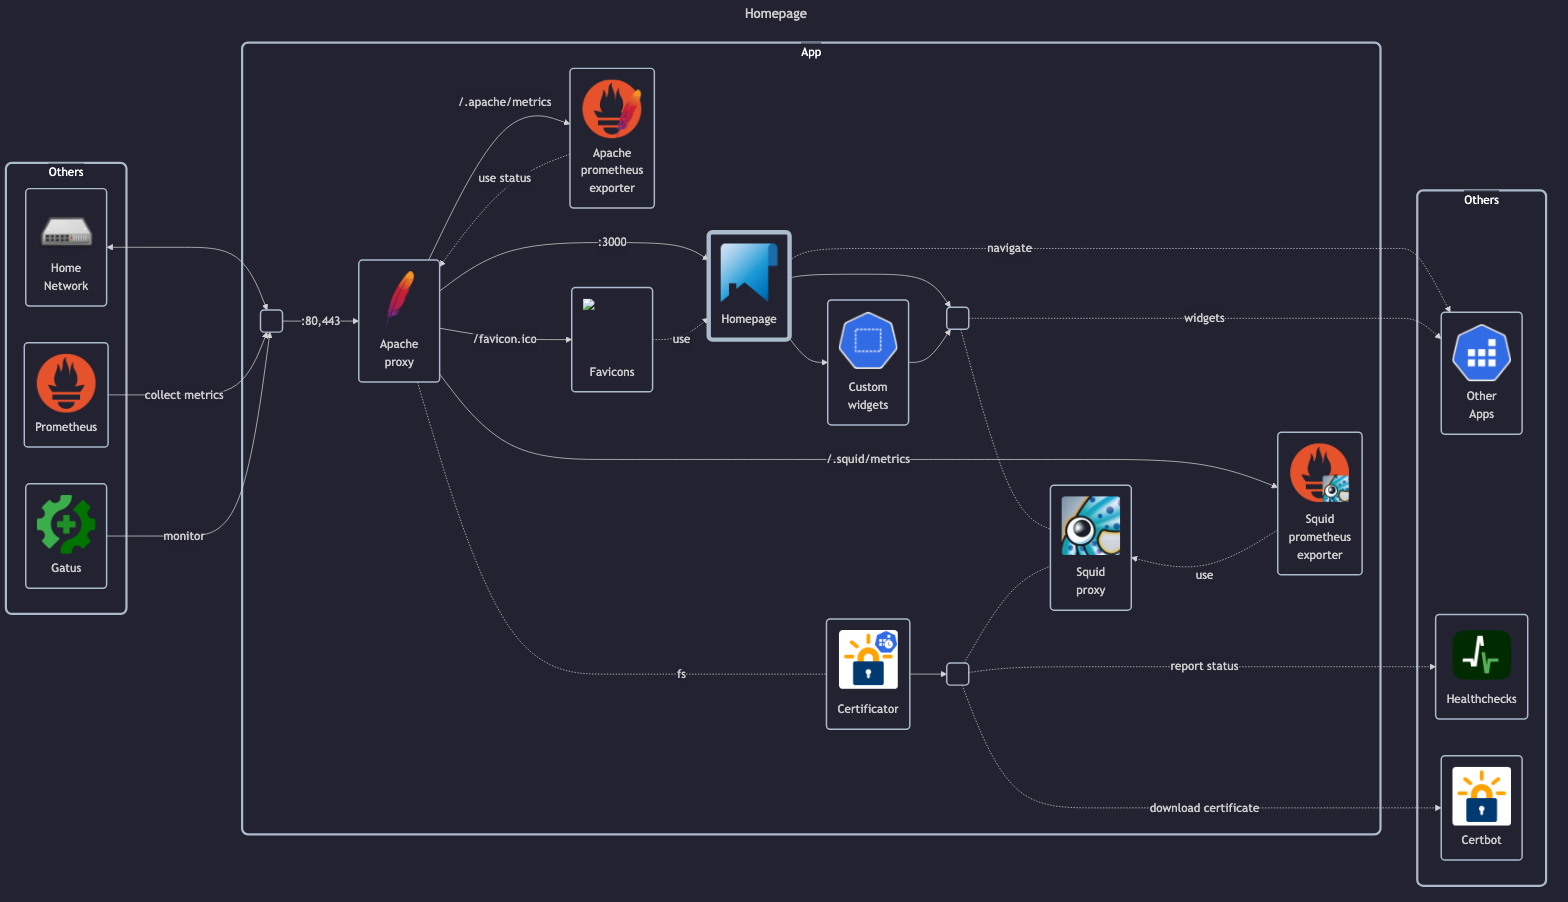 Homepage
App
/.apache/metrics
Apache
prometheus
exporter
use status
Others
Home
Network
Prometheus
collect metrics
Gatus
monitor
:80,443
Apache
proxy
:3000
/favicon.ico
Favicons
use
Homepage
navigate
Custom
widgets
widgets
/.squid/metrics
Squid
proxy
use
Squid
prometheus
exporter
fs
Certificator
report status
download certificate
Others
Other
Apps
Healthchecks
Certbot